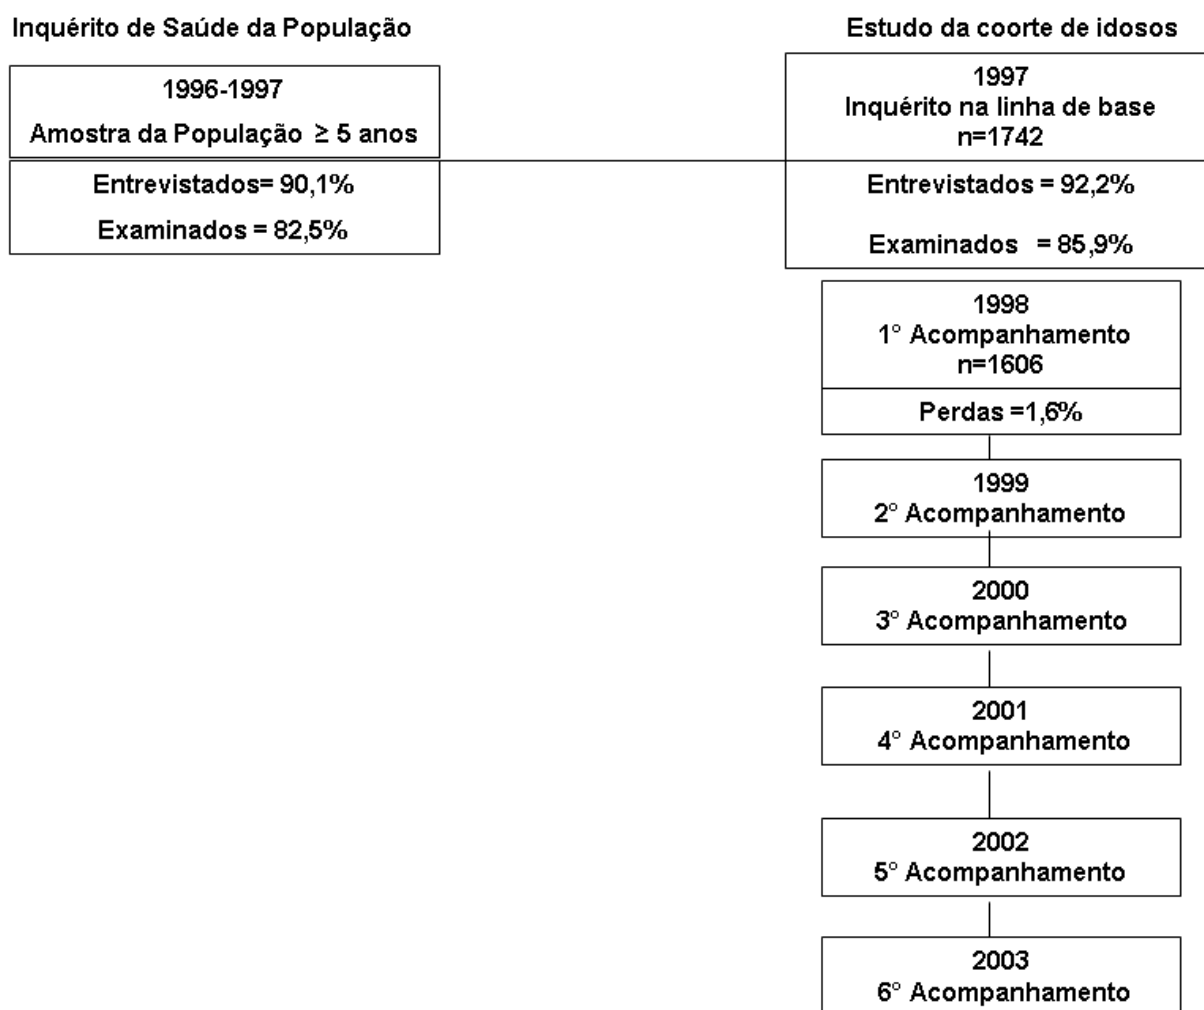 Inquérito de Saúde da População
1996-1997
Amostra da População ≥ 5 anos
Entrevistados= 90,1%
Examinados = 82,5%
Estudo da coorte de idosos
1997
Inquérito na linha de base
n=1742
Entrevistados = 92,2%
Examinados = 85,9%
1998
1° Acompanhamento
n=1606
Perdas =1,6%
1999
2° Acompanhamento
2000
3° Acompanhamento
2001
4° Acompanhamento
2002
5° Acompanhamento
2003
6° Acompanhamento